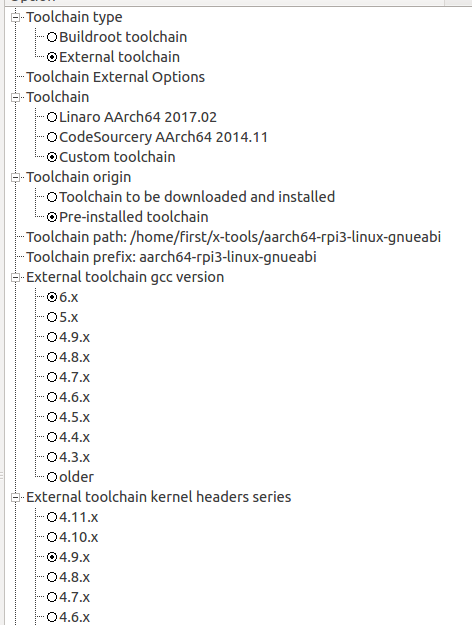 Toolchain type
Buildroot toolchain
External toolchain
Toolchain External Options
Toolchain
Linaro AArch64 2017.02
CodeSourcery AArch64 2014.11
Custom toolchain
Toolchain origin
Toolchain to be downloaded and installed
Pre-installed toolchain
Toolchain path: /home/first/x-tools/aarch64-rpi3-linux-gnueabi
Toolchain prefix: aarch64-rpi3-linux-gnueabi
External toolchain gcc version
6.x
5.x
4.9.x
4.8.x
4.7.x
4.6.x
4.5.x
4.4.x
4.3.x
older
External toolchain kernel headers series
4.11.x
4.10.x
4.9.x
4.8.x
4.7.x
4.6.x